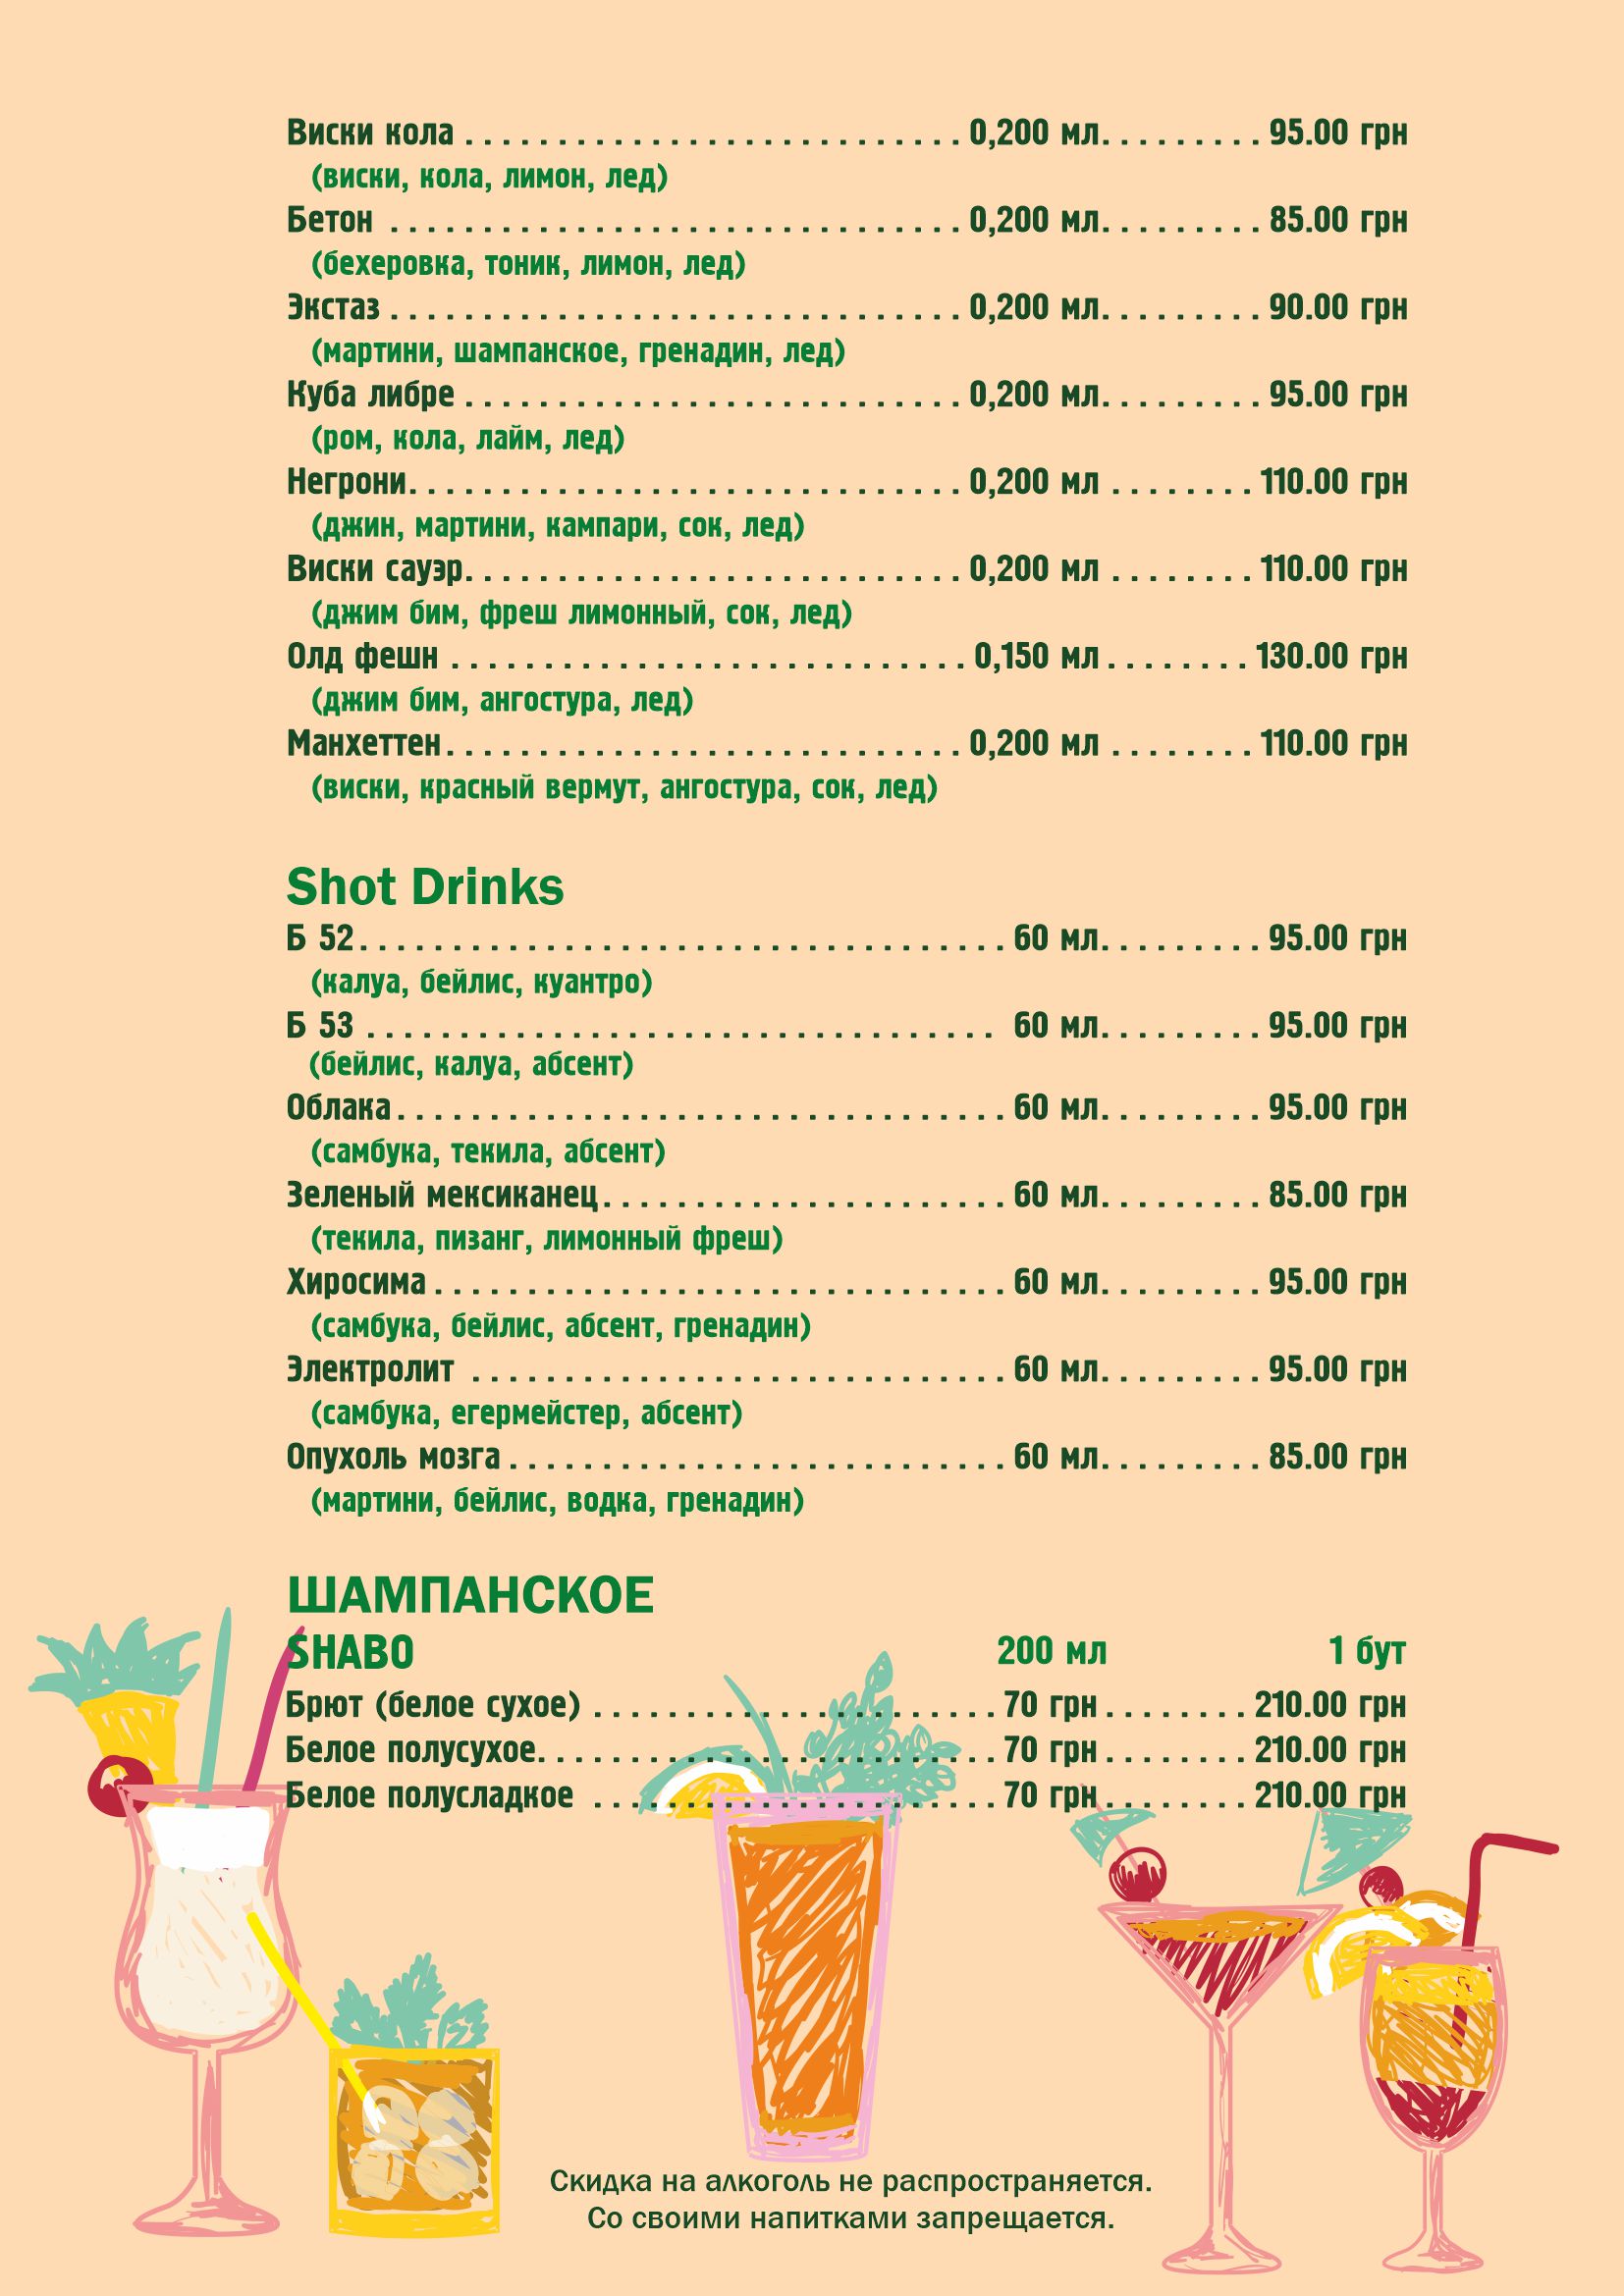 Виски кола . . . . . . . . . . . . . . . . . . . . . . . . . . . 0,200 мл. . . . . . . . . 95.00 грн
(виски, кола, лимон, лед)
Бетон . . . . . . . . . . . . . . . . . . . . . . . . . . . . . . . 0,200 мл. . . . . . . . . 85.00 грн
(бехеровка, тоник, лимон, лед)
Экстаз . . . . . . . . . . . . . . . . . . . . . . . . . . . . . . . 0,200 мл. . . . . . . . . 90.00 грн
(мартини, шампанское, гренадин, лед)
Куба либре . . . . . . . . . . . . . . . . . . . . . . . . . . . 0,200 мл. . . . . . . . . 95.00 грн
(ром, кола, лайм, лед)
Негрони. . . . . . . . . . . . . . . . . . . . . . . . . . . . . . 0,200 мл . . . . . . . . 110.00 грн
(джин, мартини, кампари, сок, лед)
Виски сауэр. . . . . . . . . . . . . . . . . . . . . . . . . . . 0,200 мл . . . . . . . . 110.00 грн
(джим бим, фреш лимонный, сок, лед)
Олд фешн . . . . . . . . . . . . . . . . . . . . . . . . . . . . 0,150 мл . . . . . . . . 130.00 грн
(джим бим, ангостура, лед)
Манхеттен . . . . . . . . . . . . . . . . . . . . . . . . . . . . 0,200 мл . . . . . . . . 110.00 грн
(виски, красный вермут, ангостура, сок, лед)
Shot Drinks
Б 52 . . . . . . . . . . . . . . . . . . . . . . . . . . . . . . . . . . . 60 мл. . . . . . . . . 95.00 грн
(калуа, бейлис, куантро)
Б 53 . . . . . . . . . . . . . . . . . . . . . . . . . . . . . . . . . . 60 мл. . . . . . . . . 95.00 грн
(бейлис, калуа, абсент)
Облака . . . . . . . . . . . . . . . . . . . . . . . . . . . . . . . . . 60 мл. . . . . . . . . 95.00 грн
(самбука, текила, абсент)
Зеленый мексиканец. . . . . . . . . . . . . . . . . . . . . . 60 мл. . . . . . . . . 85.00 грн
(текила, пизанг, лимонный фреш)
Хиросима . . . . . . . . . . . . . . . . . . . . . . . . . . . . . . . 60 мл. . . . . . . . . 95.00 грн
(самбука, бейлис, абсент, гренадин)
Электролит . . . . . . . . . . . . . . . . . . . . . . . . . . . . . 60 мл. . . . . . . . . 95.00 грн
(самбука, егермейстер, абсент)
Опухоль мозга . . . . . . . . . . . . . . . . . . . . . . . . . . . 60 мл. . . . . . . . . 85.00 грн
(мартини, бейлис, водка, гренадин)
ШАМПАНСКОЕ
SHABO 200 мл 1 бут
Брют (белое сухое) . . . . . . . . . . . . . . . . . . . . . . 70 грн . . . . . . . . 210.00 грн
Белое полусухое. . . . . . . . . . . . . . . . . . . . . . . . . 70 грн . . . . . . . . 210.00 грн
Белое полусладкое . . . . . . . . . . . . . . . . . . . . . . 70 грн . . . . . . . . 210.00 грн
Скидка на алкоголь не распространяется.
Со своими напитками запрещается.